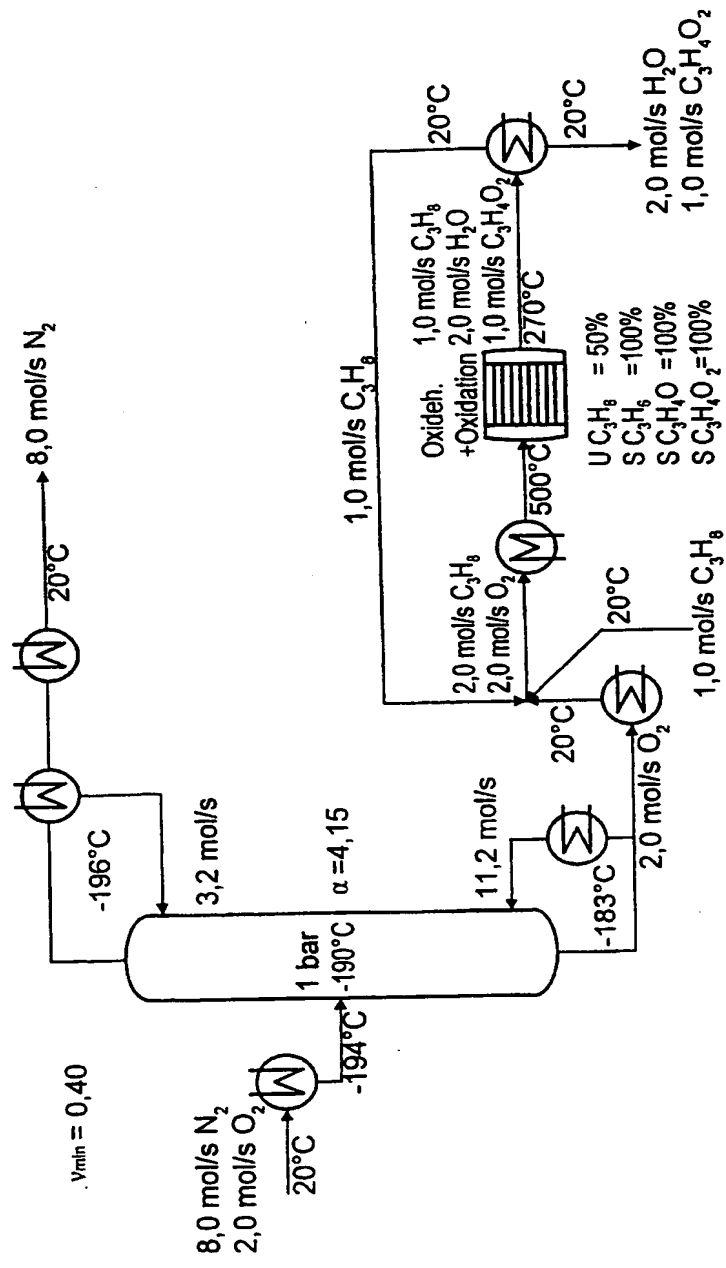 νmin = 0,40
8,0 mol/s N₂
2,0 mol/s O₂
20°C
-194°C
1 bar
-190°C
α =4,15
-196°C
3,2 mol/s
20°C
8,0 mol/s N₂
11,2 mol/s
-183°C
2,0 mol/s O₂
20°C
20°C
1,0 mol/s C₃H₈
2,0 mol/s C₃H₈
2,0 mol/s O₂
1,0 mol/s C₃H₈
500°C
Oxideh.
+Oxidation
270°C
1,0 mol/s C₃H₈
2,0 mol/s H₂O
1,0 mol/s C₃H₄O₂
U C₃H₈ = 50%
S C₃H₆ =100%
S C₃H₄O =100%
S C₃H₄O₂=100%
20°C
20°C
2,0 mol/s H₂O
1,0 mol/s C₃H₄O₂